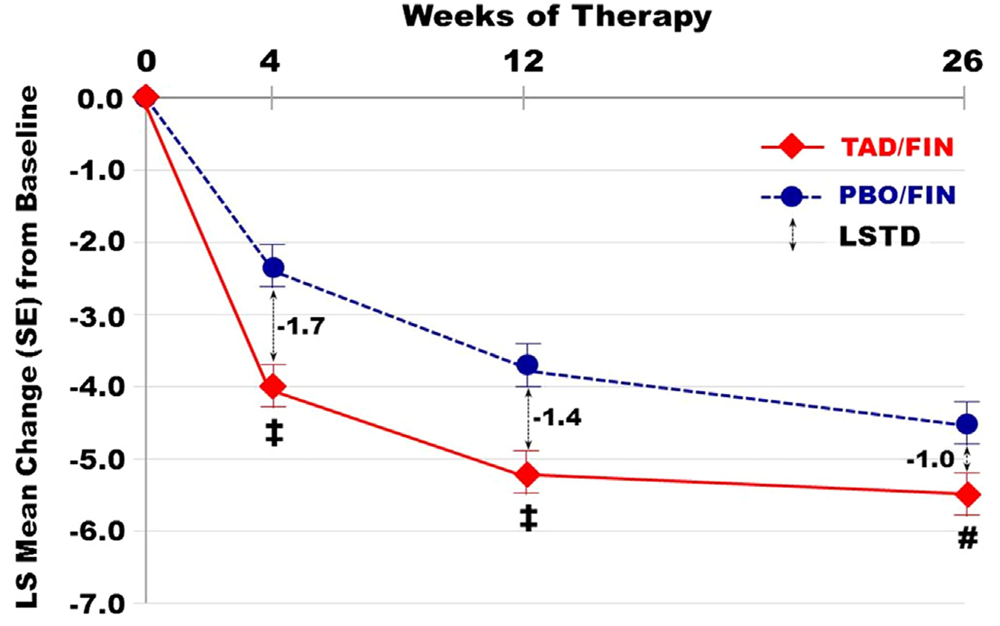 Weeks of Therapy
0 4 12 26
LS Mean Change (SE) from Baseline
0.0
-1.0
-2.0
-3.0
-4.0
-5.0
-6.0
-7.0
TAD/FIN
PBO/FIN
LSTD
-1.7
-1.4
-1.0
‡
‡
#